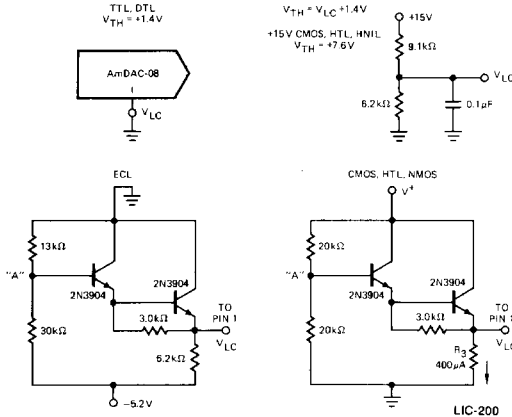 TTL, DTL
V_TH = +1.4V
AmDAC-08
V_LC
V_TH = V_LC +1.4V
+15V CMOS, HTL, HNIL
V_TH = +7.6V
+15V
9.1kΩ
V_LC
6.2kΩ
0.1μF
ECL
13kΩ
"A"
2N3904
2N3904
3.0kΩ
TO
PIN 1
V_LC
30kΩ
6.2kΩ
−5.2V
CMOS, HTL, NMOS
V+
20kΩ
"A"
2N3904
2N3904
3.0kΩ
TO
PIN 1
V_LC
20kΩ
R3
400μA
LIC-200